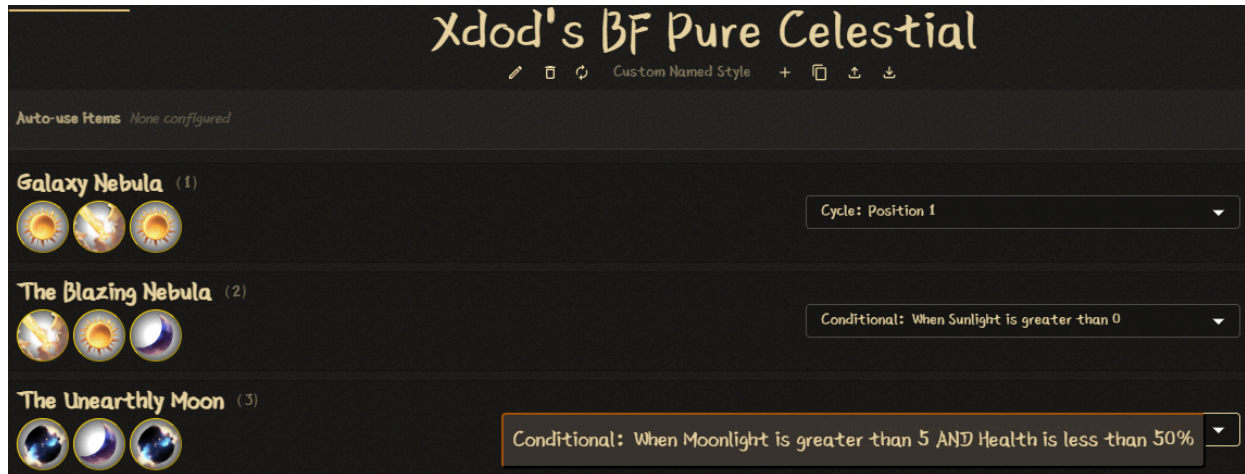 Xdod's BF Pure Celestial
Custom Named Style
Auto-use Items None configured
Galaxy Nebula (1)
Cycle: Position 1
The Blazing Nebula (2)
Conditional: When Sunlight is greater than 0
The Unearthly Moon (3)
Conditional: When Moonlight is greater than 5 AND Health is less than 50%